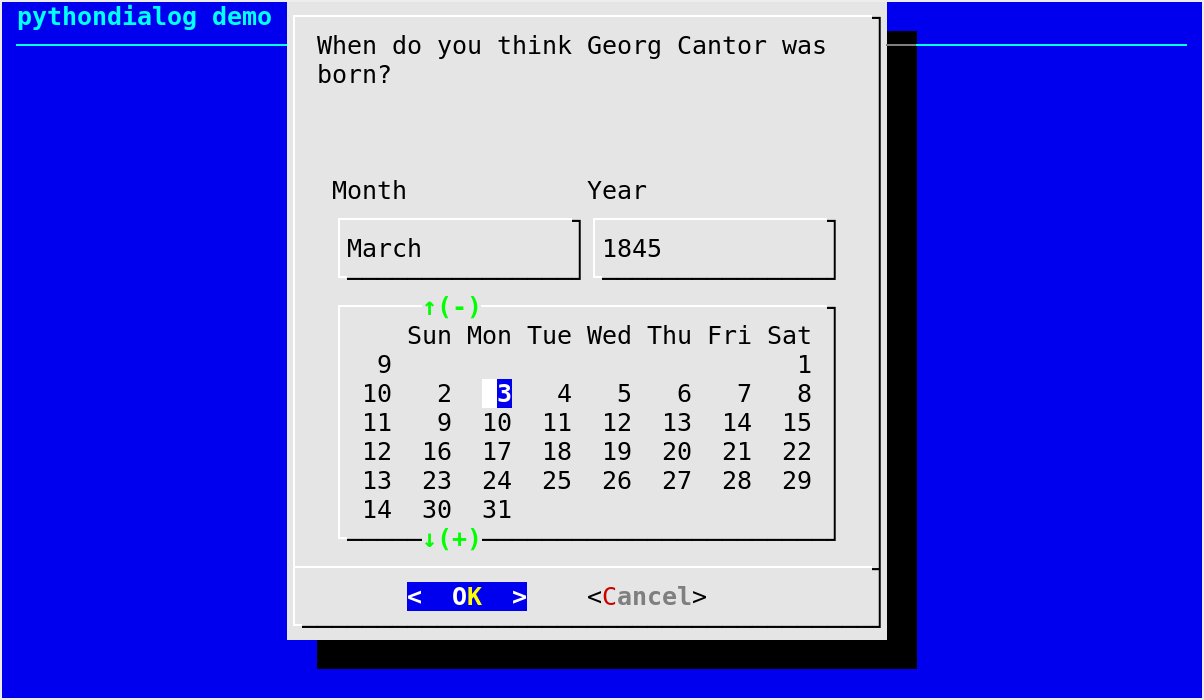 pythondialog demo
When do you think Georg Cantor was
born?
Month Year
March 1845
↑(-)
Sun Mon Tue Wed Thu Fri Sat
9 1
10 2 3 4 5 6 7 8
11 9 10 11 12 13 14 15
12 16 17 18 19 20 21 22
13 23 24 25 26 27 28 29
14 30 31
↓(+)
< OK > <Cancel>